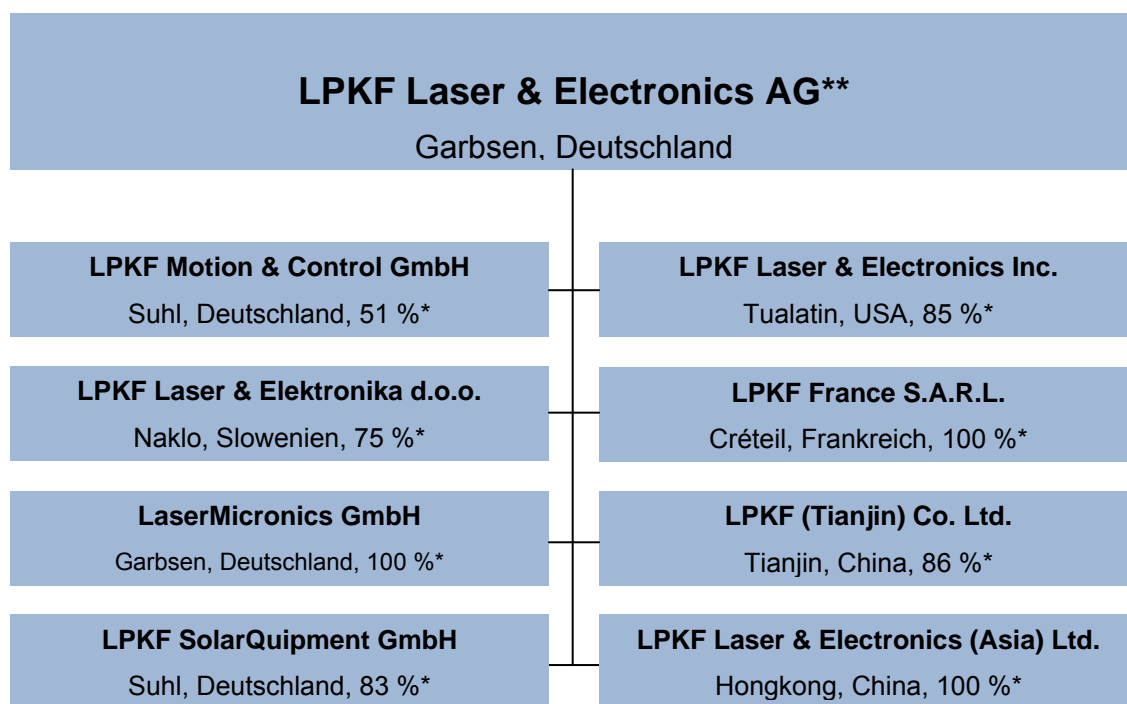 LPKF Laser & Electronics AG**
Garbsen, Deutschland
LPKF Motion & Control GmbH
Suhl, Deutschland, 51 %*
LPKF Laser & Electronics Inc.
Tualatin, USA, 85 %*
LPKF Laser & Elektronika d.o.o.
Naklo, Slowenien, 75 %*
LPKF France S.A.R.L.
Créteil, Frankreich, 100 %*
LaserMicronics GmbH
Garbsen, Deutschland, 100 %*
LPKF (Tianjin) Co. Ltd.
Tianjin, China, 86 %*
LPKF SolarQuipment GmbH
Suhl, Deutschland, 83 %*
LPKF Laser & Electronics (Asia) Ltd.
Hongkong, China, 100 %*